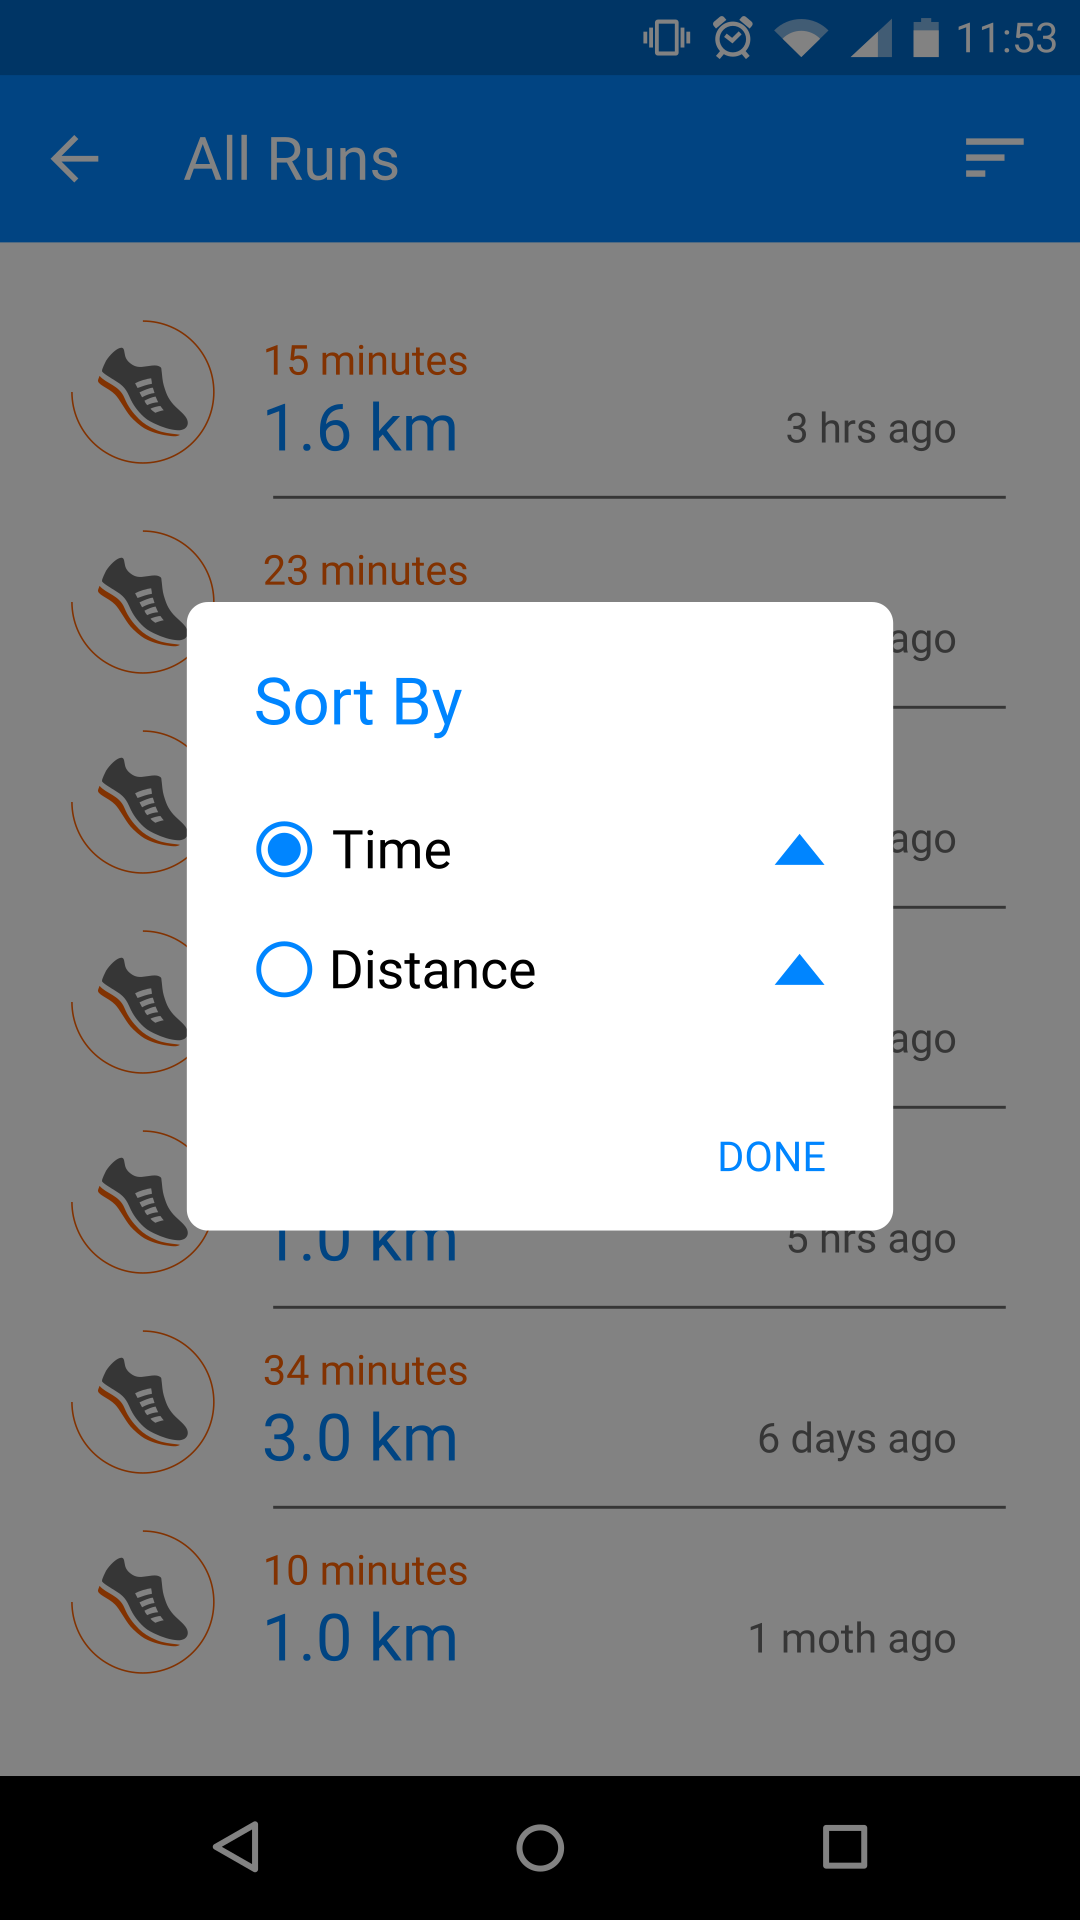 11:53
All Runs
15 minutes
1.6 km
3 hrs ago
23 minutes
ago
Sort By
Time
ago
Distance
ago
DONE
1.0 km
5 hrs ago
34 minutes
3.0 km
6 days ago
10 minutes
1.0 km
1 moth ago